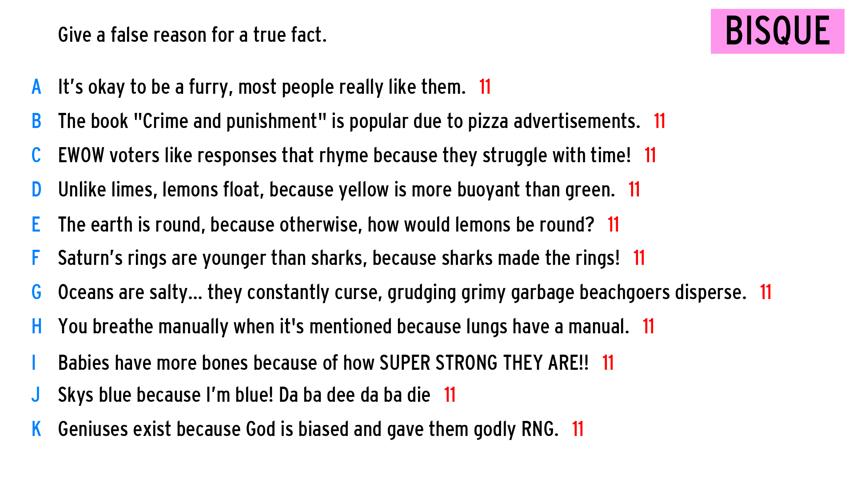 Give a false reason for a true fact.
BISQUE
A It's okay to be a furry, most people really like them. 11
B The book "Crime and punishment" is popular due to pizza advertisements. 11
C EWOW voters like responses that rhyme because they struggle with time! 11
D Unlike limes, lemons float, because yellow is more buoyant than green. 11
E The earth is round, because otherwise, how would lemons be round? 11
F Saturn's rings are younger than sharks, because sharks made the rings! 11
G Oceans are salty... they constantly curse, grudging grimy garbage beachgoers disperse. 11
H You breathe manually when it's mentioned because lungs have a manual. 11
I Babies have more bones because of how SUPER STRONG THEY ARE!! 11
J Skys blue because I'm blue! Da ba dee da ba die 11
K Geniuses exist because God is biased and gave them godly RNG. 11